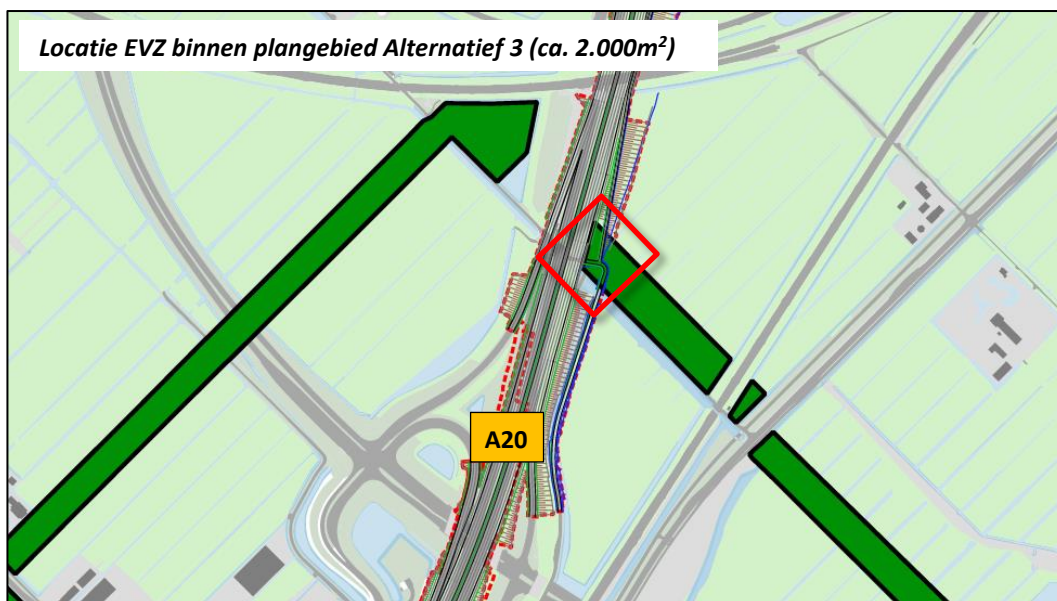 Locatie EVZ binnen plangebied Alternatief 3 (ca. 2.000m²)
A20